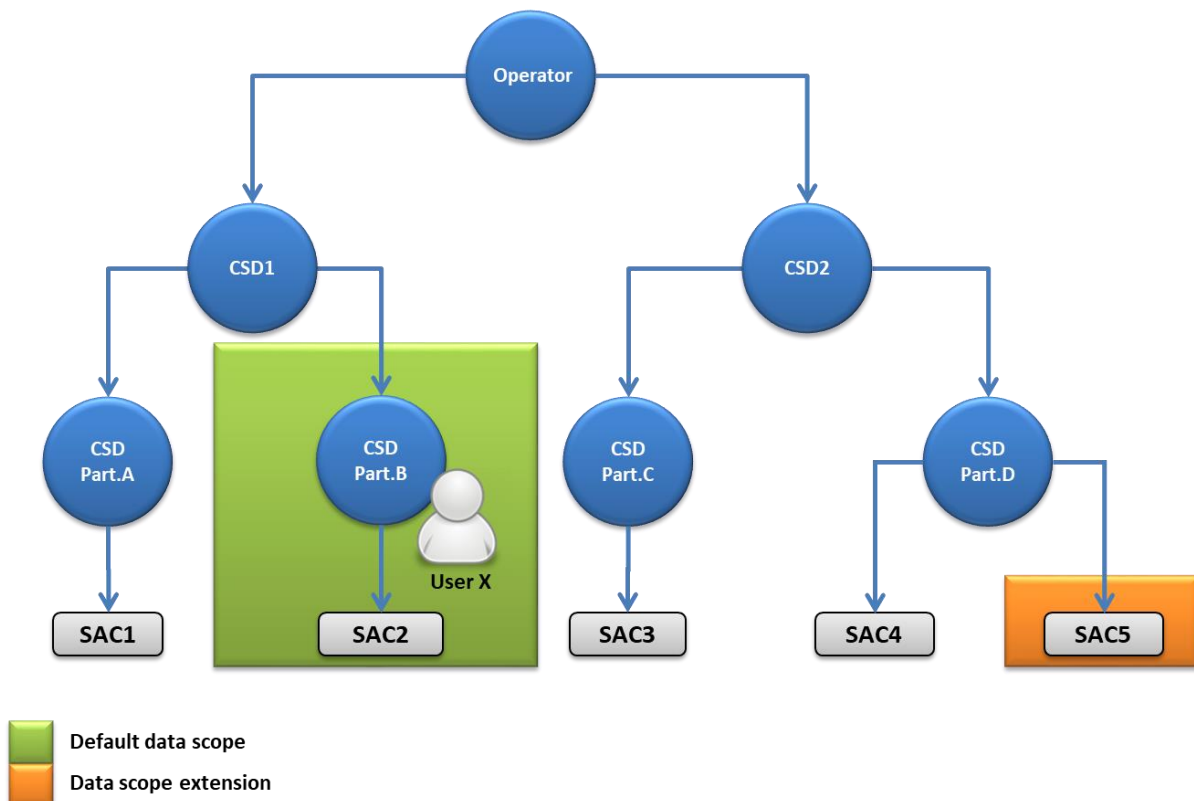 Operator
CSD1
CSD2
CSD
Part.A
CSD
Part.B
CSD
Part.C
CSD
Part.D
User X
SAC1
SAC2
SAC3
SAC4
SAC5
Default data scope
Data scope extension